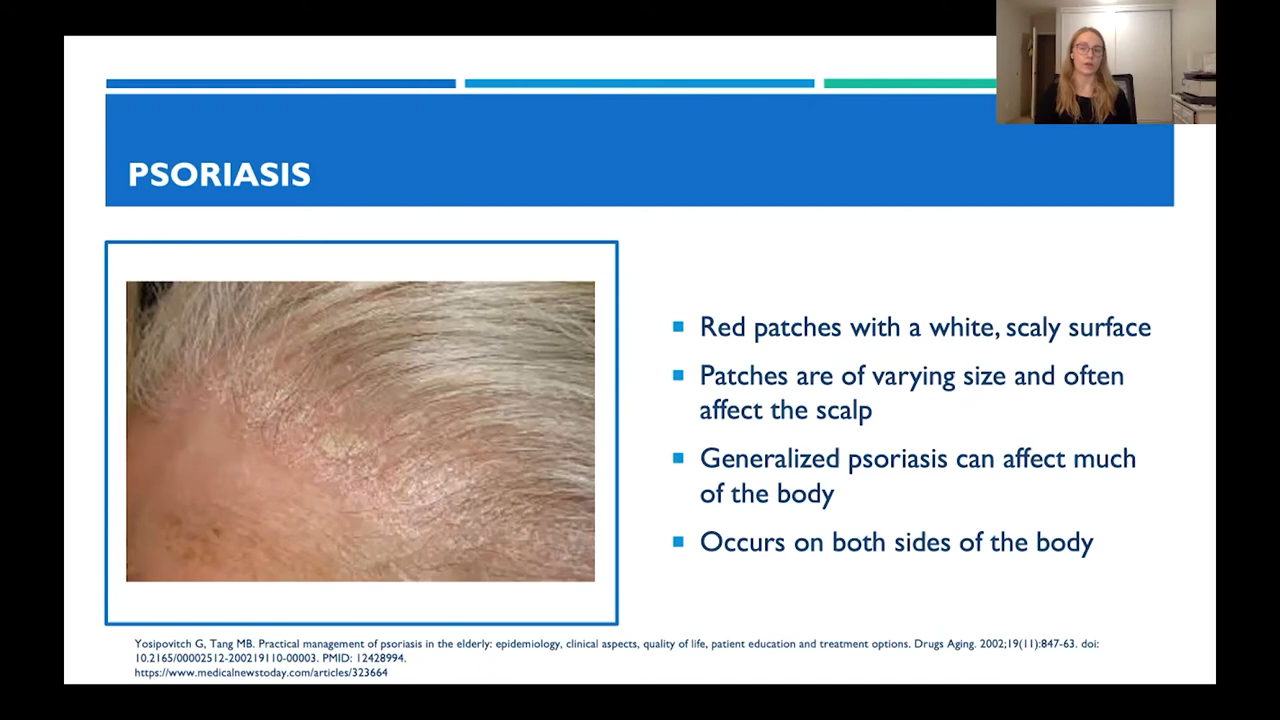 PSORIASIS
Red patches with a white, scaly surface
Patches are of varying size and often
affect the scalp
Generalized psoriasis can affect much
of the body
Occurs on both sides of the body
Yosipovitch G, Tang MB. Practical management of psoriasis in the elderly: epidemiology, clinical aspects, quality of life, patient education and treatment options. Drugs Aging. 2002;19(11):847-63. doi:
10.2165/00002512-200219110-00003. PMID: 12428994.
https://www.medicalnewstoday.com/articles/323664